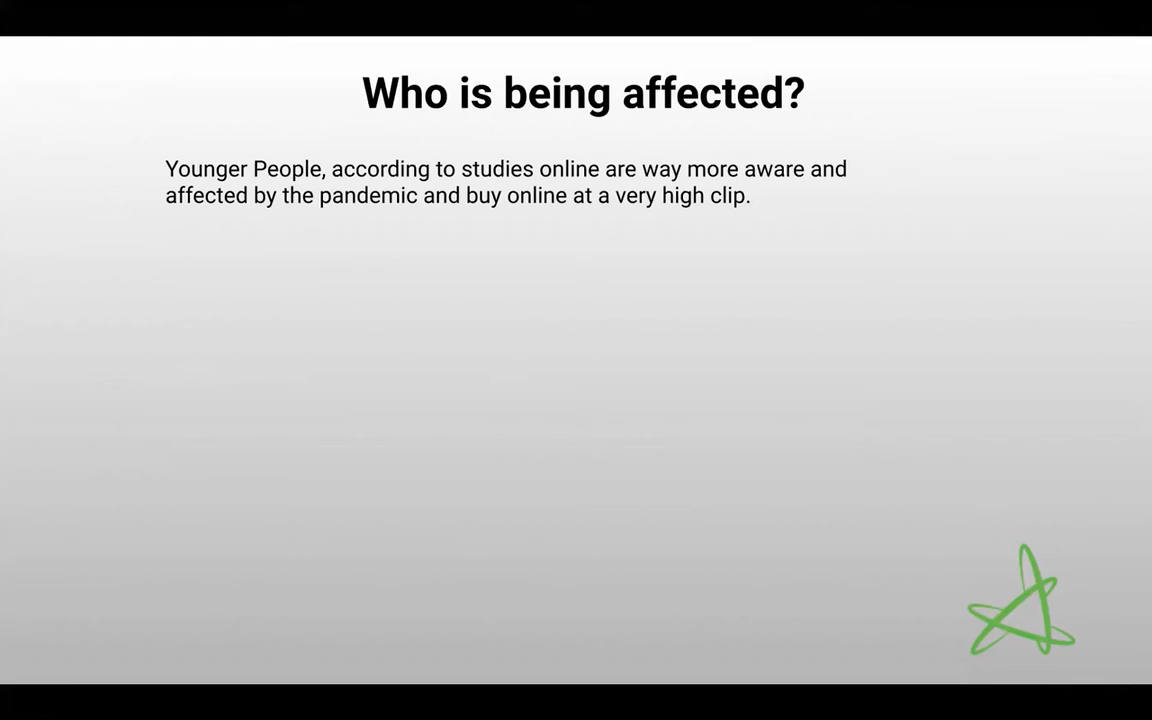 Who is being affected?
Younger People, according to studies online are way more aware and
affected by the pandemic and buy online at a very high clip.